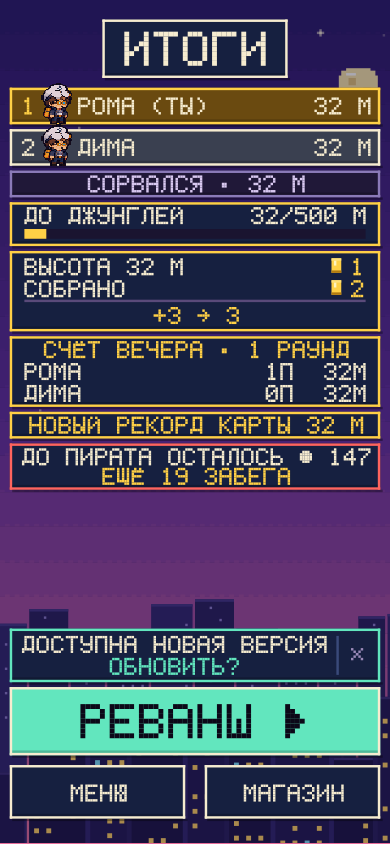 ИТОГИ
1 РОМА (ТЫ) 32 М
2 ДИМА 32 М
СОРВАЛСЯ · 32 М
ДО ДЖУНГЛЕЙ 32/500 М
ВЫСОТА 32 М 1
СОБРАНО 2
+3 → 3
СЧЁТ ВЕЧЕРА · 1 РАУНД
РОМА 1П 32М
ДИМА 0П 32М
НОВЫЙ РЕКОРД КАРТЫ 32 М
ДО ПИРАТА ОСТАЛОСЬ ● 147
ЕЩЁ 19 ЗАБЕГА
ДОСТУПНА НОВАЯ ВЕРСИЯ ×
ОБНОВИТЬ?
РЕВАНШ ▶
МЕНЮ МАГАЗИН